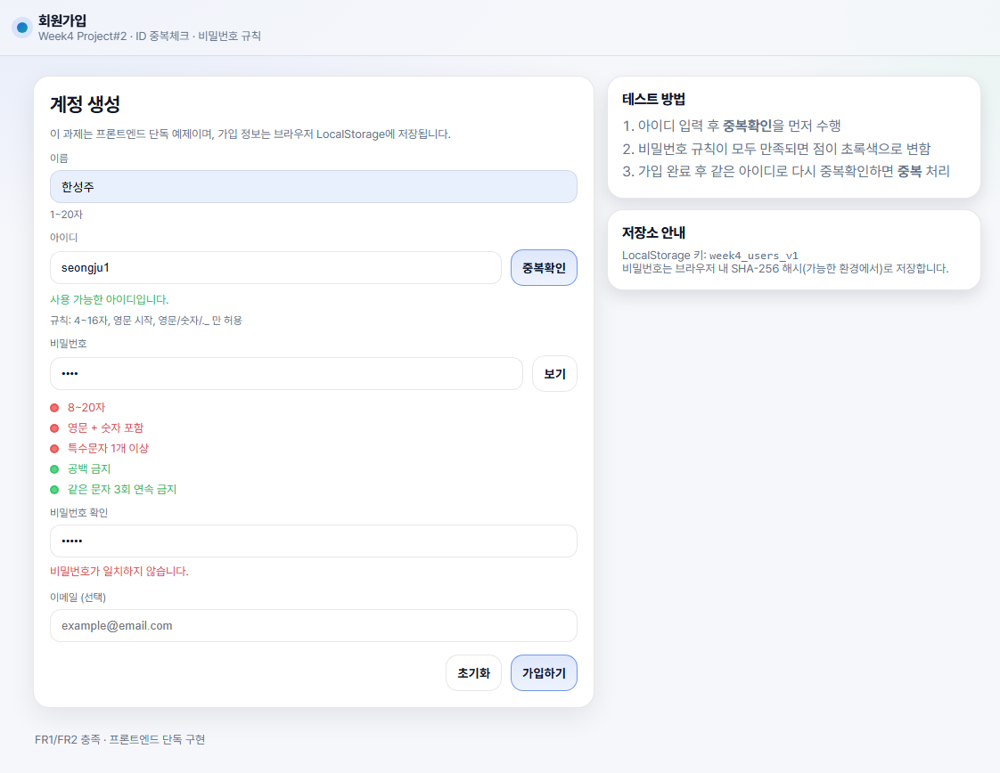 회원가입
Week4 Project#2 · ID 중복체크 · 비밀번호 규칙
계정 생성
이 과제는 프론트엔드 단독 예제이며, 가입 정보는 브라우저 LocalStorage에 저장됩니다.
이름
한성주
1~20자
아이디
seongju1
중복확인
사용 가능한 아이디입니다.
규칙: 4~16자, 영문 시작, 영문/숫자/._ 만 허용
비밀번호
••••
보기
8~20자
영문 + 숫자 포함
특수문자 1개 이상
공백 금지
같은 문자 3회 연속 금지
비밀번호 확인
•••••
비밀번호가 일치하지 않습니다.
이메일 (선택)
example@email.com
초기화
가입하기
테스트 방법
1. 아이디 입력 후 중복확인을 먼저 수행
2. 비밀번호 규칙이 모두 만족되면 점이 초록색으로 변함
3. 가입 완료 후 같은 아이디로 다시 중복확인하면 중복 처리
저장소 안내
LocalStorage 키: week4_users_v1
비밀번호는 브라우저 내 SHA-256 해시(가능한 환경에서)로 저장합니다.
FR1/FR2 충족 · 프론트엔드 단독 구현